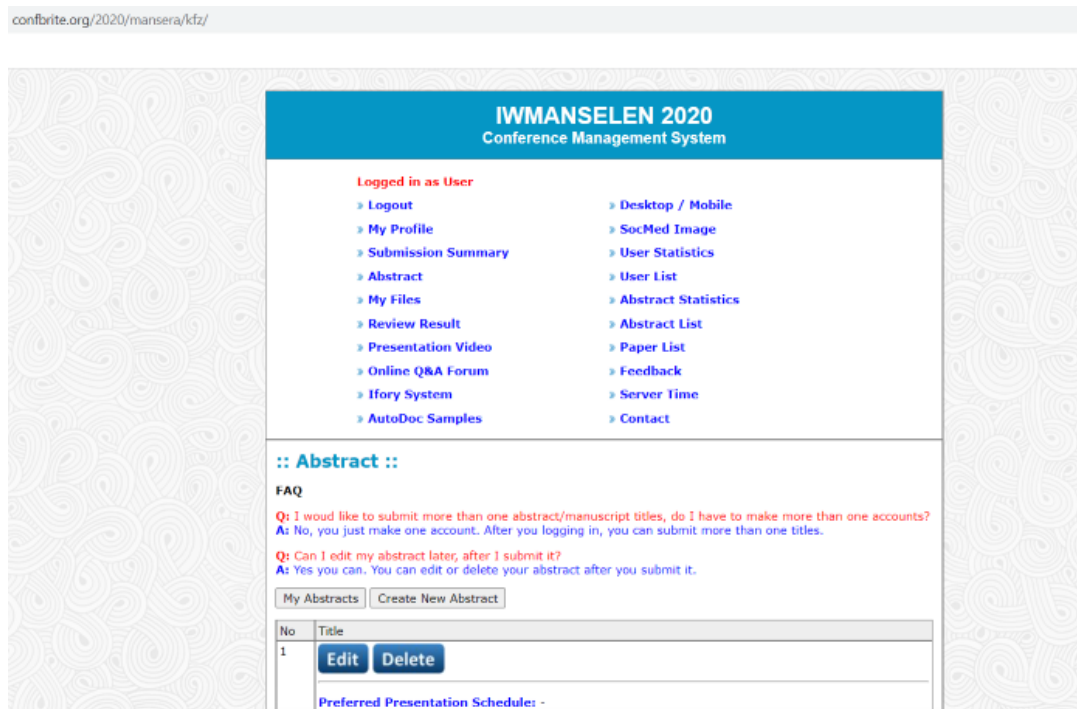 confbrite.org/2020/mansera/kfz/
IWMANSELEN 2020
Conference Management System
Logged in as User
» Logout
» My Profile
» Submission Summary
» Abstract
» My Files
» Review Result
» Presentation Video
» Online Q&A Forum
» Ifory System
» AutoDoc Samples
» Desktop / Mobile
» SocMed Image
» User Statistics
» User List
» Abstract Statistics
» Abstract List
» Paper List
» Feedback
» Server Time
» Contact
:: Abstract ::
FAQ
Q: I woud like to submit more than one abstract/manuscript titles, do I have to make more than one accounts?
A: No, you just make one account. After you logging in, you can submit more than one titles.
Q: Can I edit my abstract later, after I submit it?
A: Yes you can. You can edit or delete your abstract after you submit it.
My Abstracts Create New Abstract
No Title
1 Edit Delete
Preferred Presentation Schedule: -